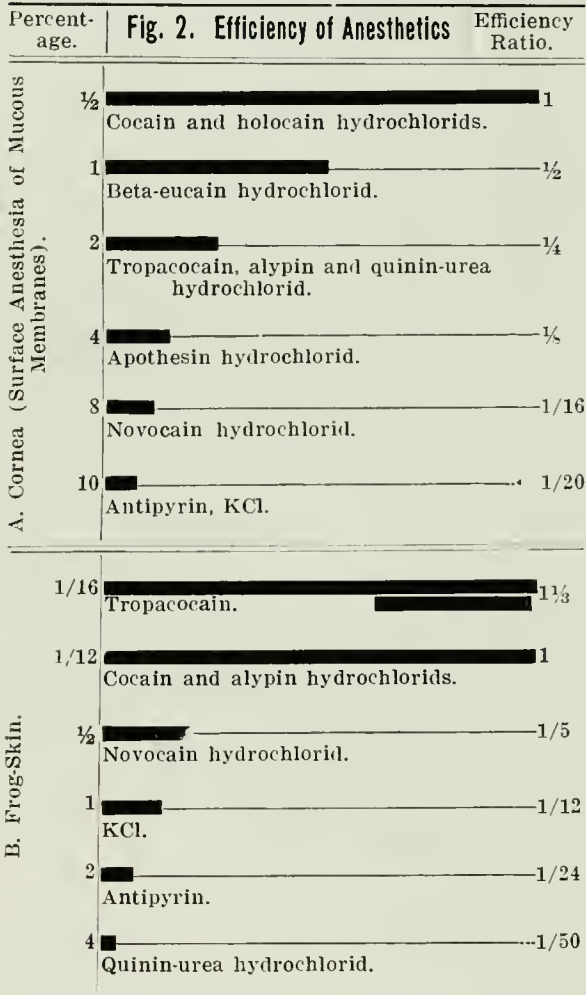 Percent-
age.
Fig. 2. Efficiency of Anesthetics
Efficiency
Ratio.
A. Cornea (Surface Anesthesia of Mucous
Membranes).
½ 1
Cocain and holocain hydrochlorids.
1 ½
Beta-eucain hydrochlorid.
2 ¼
Tropacocain, alypin and quinin-urea
hydrochlorid.
4 ⅛
Apothesin hydrochlorid.
8 1/16
Novocain hydrochlorid.
10 1/20
Antipyrin, KCl.
B. Frog-Skin.
1/16 1⅓
Tropacocain.
1/12 1
Cocain and alypin hydrochlorids.
½ 1/5
Novocain hydrochlorid.
1 1/12
KCl.
2 1/24
Antipyrin.
4 1/50
Quinin-urea hydrochlorid.